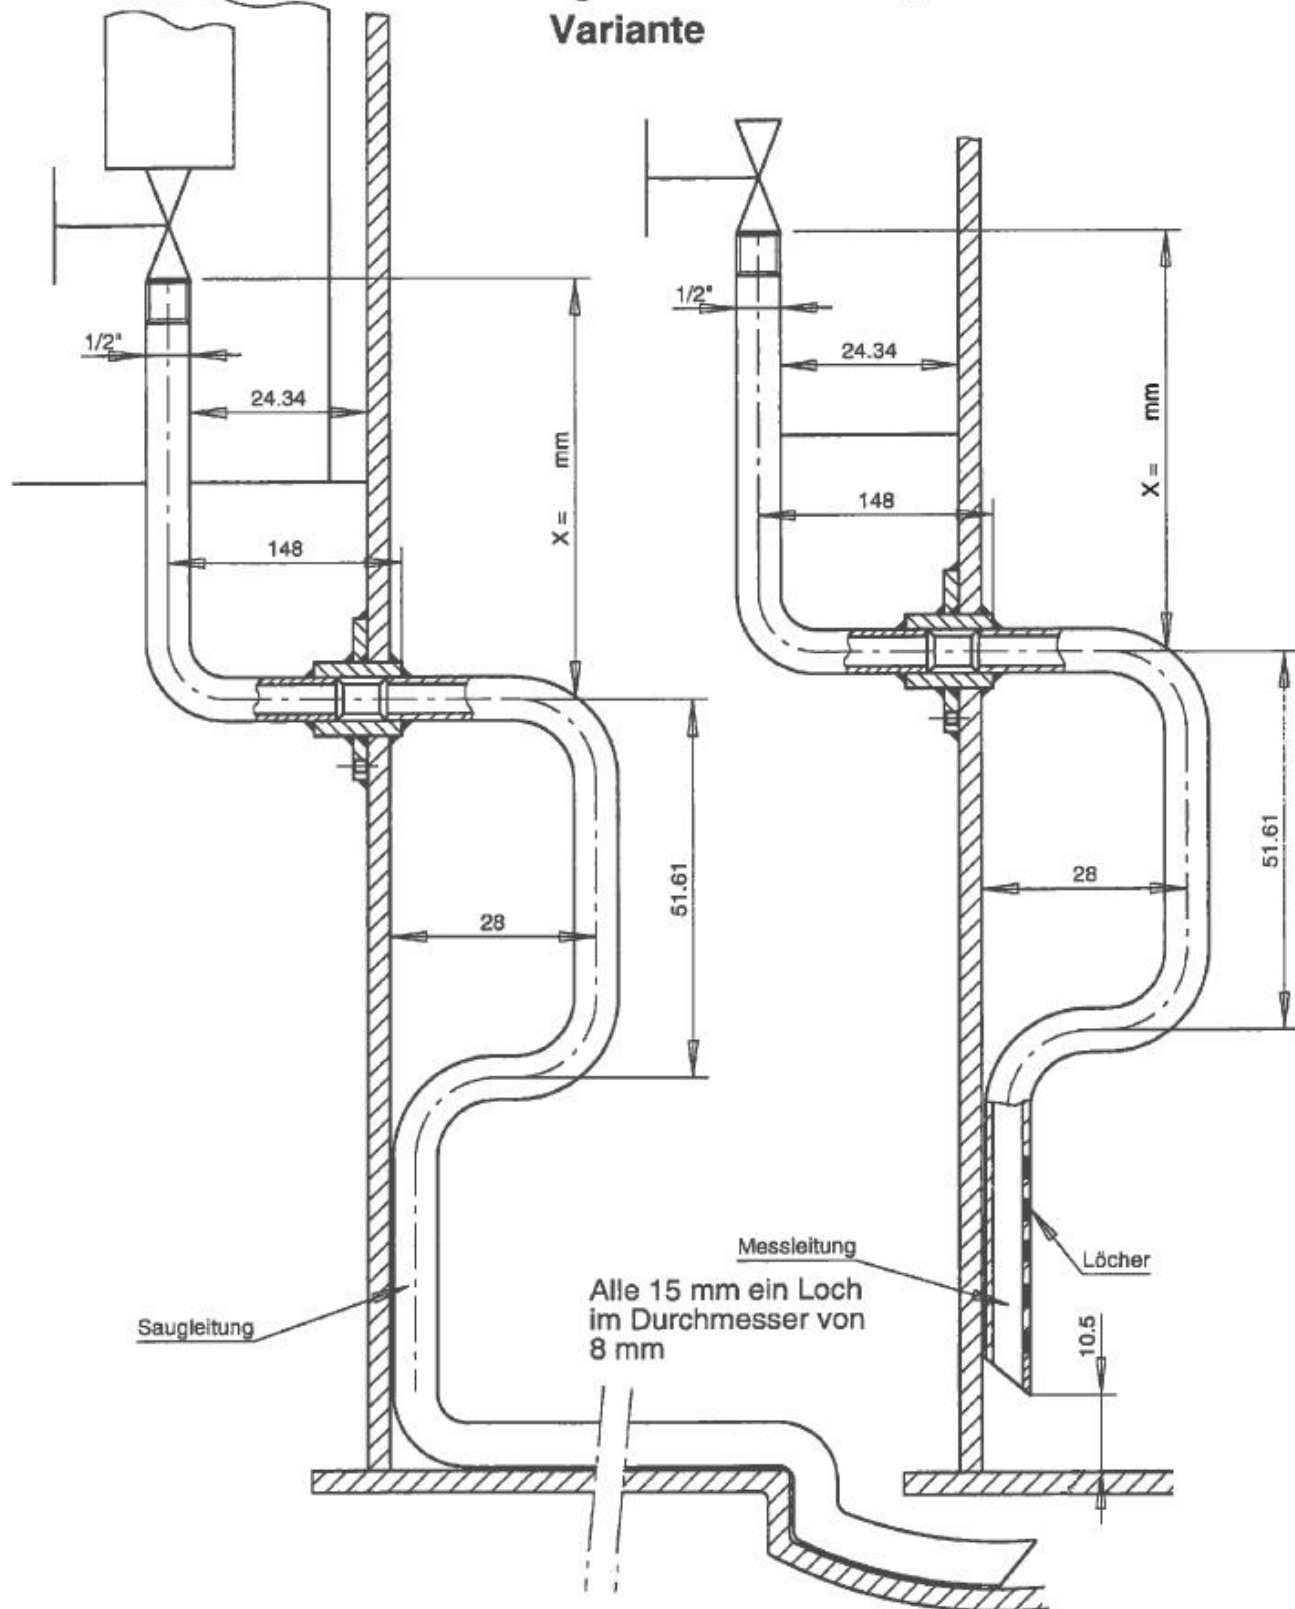 Variante
1/2"
24.34
X = mm
148
51.61
28
Saugleitung
1/2"
24.34
X = mm
148
51.61
28
Messleitung
Löcher
10.5
Alle 15 mm ein Loch
im Durchmesser von
8 mm